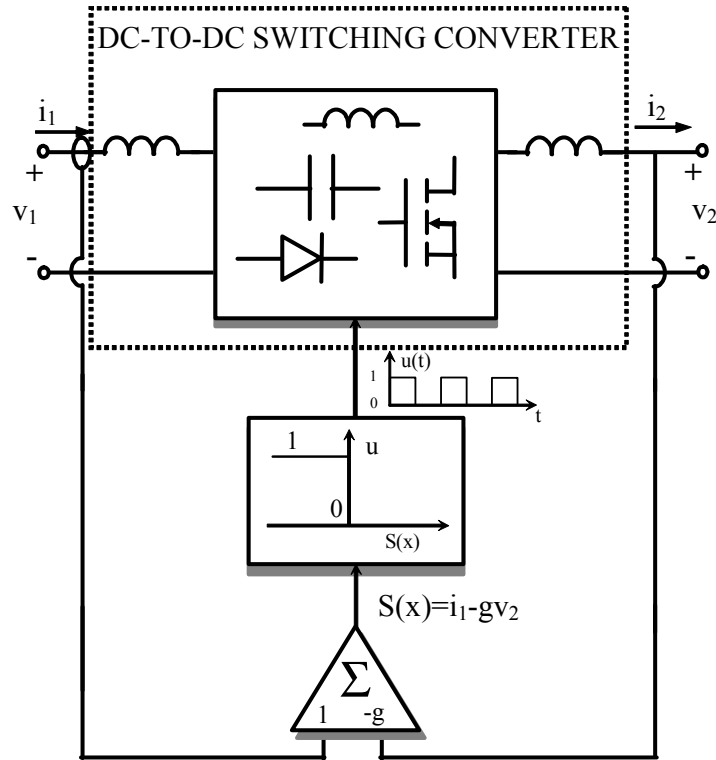 DC-TO-DC SWITCHING CONVERTER
i₁
i₂
+
+
v₁
v₂
-
-
u(t)
1
0
t
1
u
0
S(x)
S(x)=i₁-gv₂
Σ
1 -g